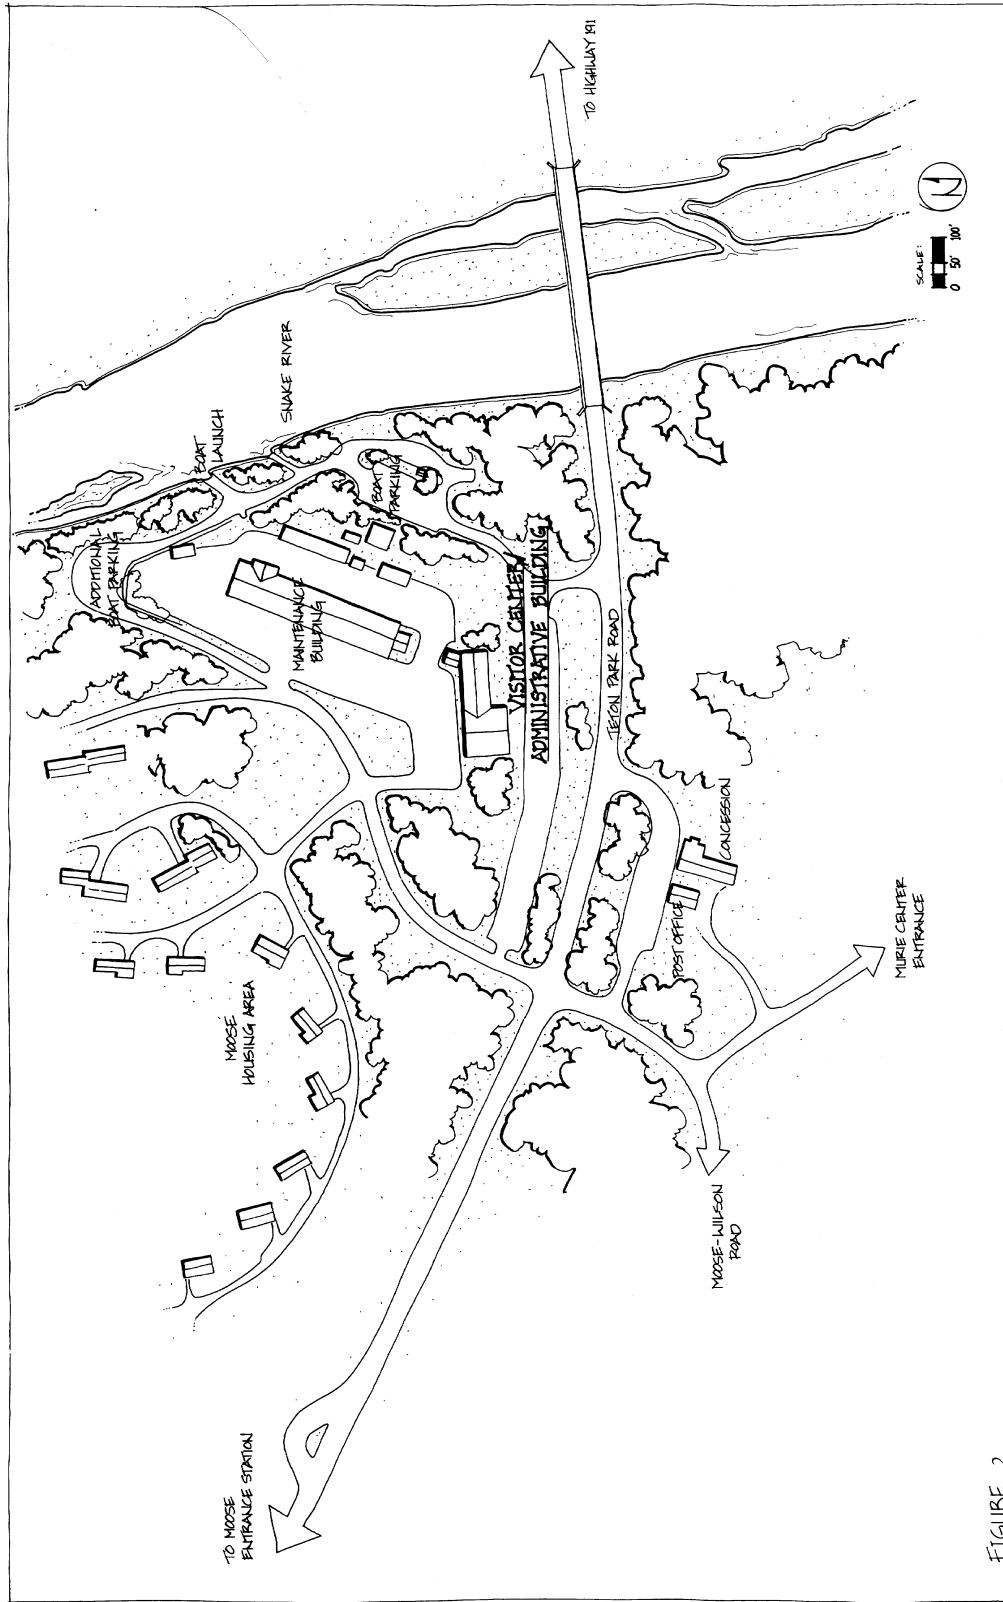 TO HIGHWAY 191
SNAKE RIVER
BOAT
LAUNCH
BOAT
PARKING
ADDITIONAL
BOAT PARKING
MAINTENANCE
BUILDING
VISITOR CENTER/
ADMINISTRATIVE BUILDING
TETON PARK ROAD
CONCESSION
POST OFFICE
MURIE CENTER
ENTRANCE
MOOSE
HOUSING AREA
MOOSE-WILSON
ROAD
TO MOOSE
ENTRANCE STATION
SCALE:
0 50' 100'
N
FIGURE 2